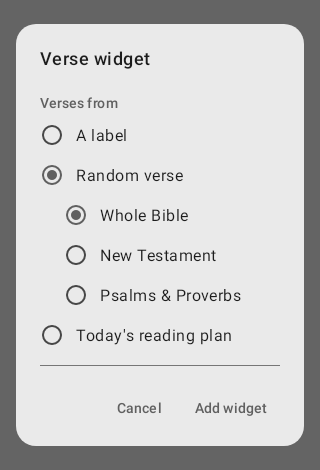 Verse widget
Verses from
A label
Random verse
Whole Bible
New Testament
Psalms & Proverbs
Today's reading plan
Cancel Add widget